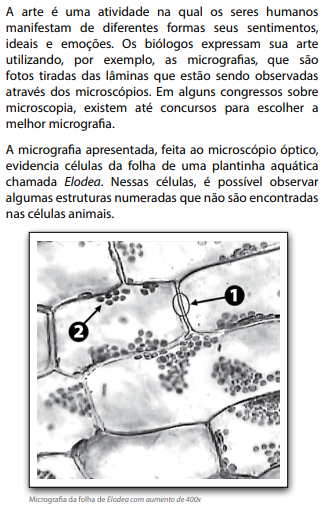 A arte é uma atividade na qual os seres humanos
manifestam de diferentes formas seus sentimentos,
ideais e emoções. Os biólogos expressam sua arte
utilizando, por exemplo, as micrografias, que são
fotos tiradas das lâminas que estão sendo observadas
através dos microscópios. Em alguns congressos sobre
microscopia, existem até concursos para escolher a
melhor micrografia.
A micrografia apresentada, feita ao microscópio óptico,
evidencia células da folha de uma plantinha aquática
chamada Elodea. Nessas células, é possível observar
algumas estruturas numeradas que não são encontradas
nas células animais.
1
2
Micrografia da folha de Elodea com aumento de 400x